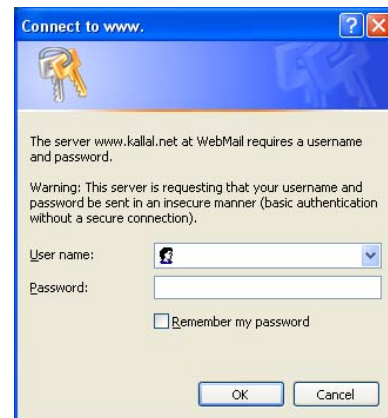 Connect to www.
The server www.kallal.net at WebMail requires a username
and password.
Warning: This server is requesting that your username and
password be sent in an insecure manner (basic authentication
without a secure connection).
User name:
Password:
Remember my password
OK
Cancel